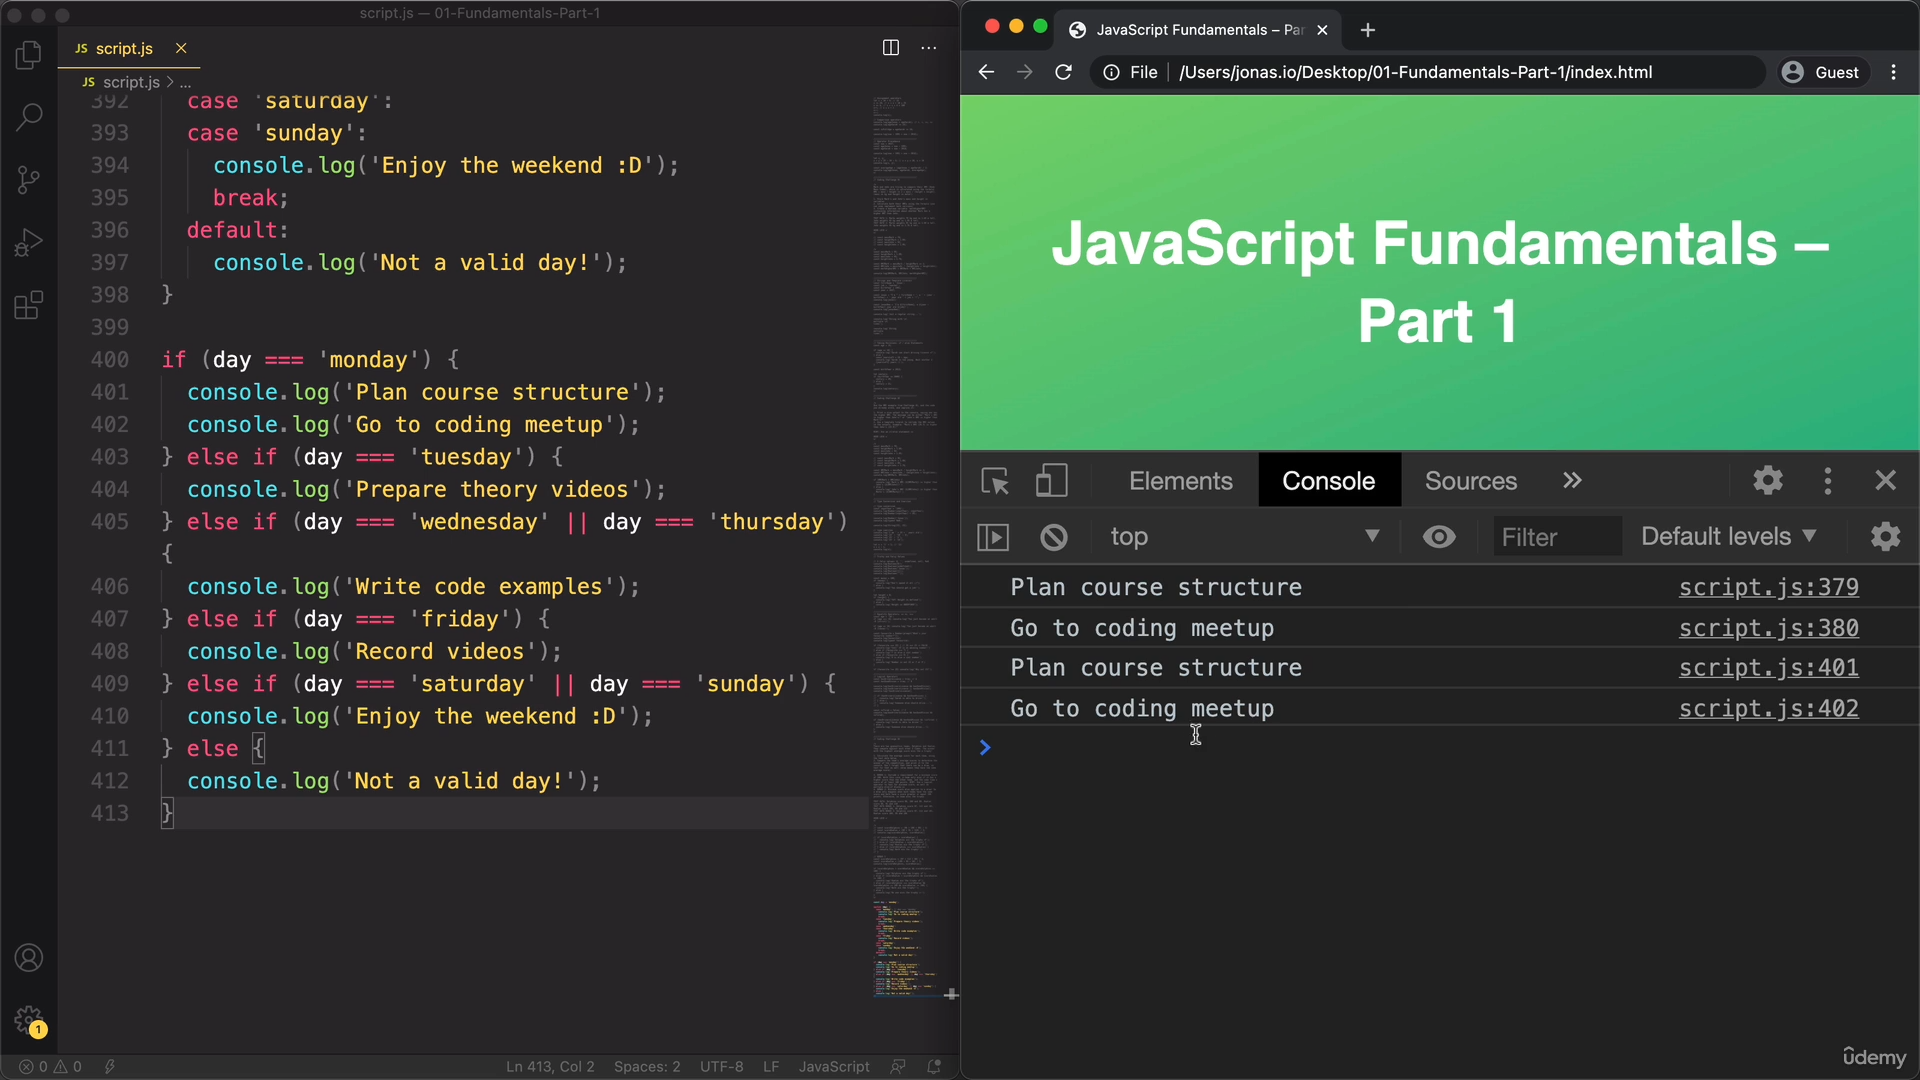 script.js — 01-Fundamentals-Part-1
JS script.js
JS script.js > ...
392 case 'saturday':
393 case 'sunday':
394 console.log('Enjoy the weekend :D');
395 break;
396 default:
397 console.log('Not a valid day!');
398 }
399
400 if (day === 'monday') {
401 console.log('Plan course structure');
402 console.log('Go to coding meetup');
403 } else if (day === 'tuesday') {
404 console.log('Prepare theory videos');
405 } else if (day === 'wednesday' || day === 'thursday')
{
406 console.log('Write code examples');
407 } else if (day === 'friday') {
408 console.log('Record videos');
409 } else if (day === 'saturday' || day === 'sunday') {
410 console.log('Enjoy the weekend :D');
411 } else {
412 console.log('Not a valid day!');
413 }
1
0 0
Ln 413, Col 2 Spaces: 2 UTF-8 LF JavaScript
JavaScript Fundamentals – Par
File /Users/jonas.io/Desktop/01-Fundamentals-Part-1/index.html Guest
JavaScript Fundamentals –
Part 1
Elements Console Sources »
top Filter Default levels
Plan course structure script.js:379
Go to coding meetup script.js:380
Plan course structure script.js:401
Go to coding meetup script.js:402
>
ûdemy